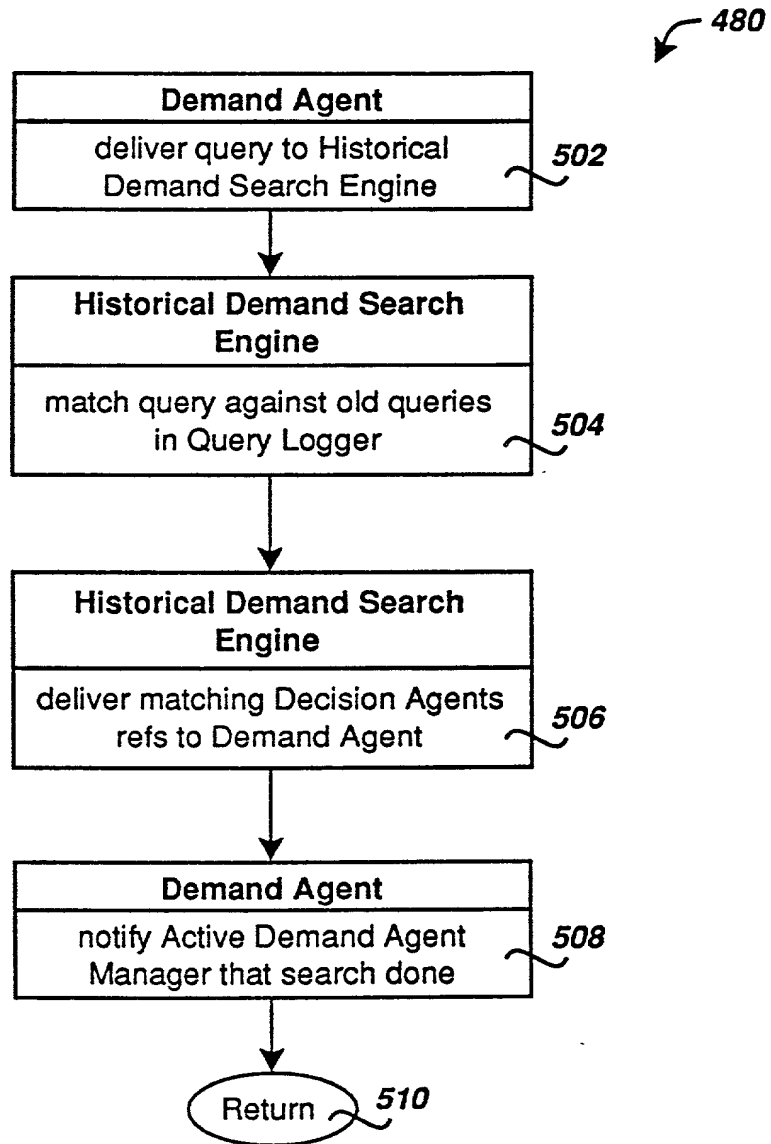 480
Demand Agent
deliver query to Historical
Demand Search Engine
502
Historical Demand Search
Engine
match query against old queries
in Query Logger
504
Historical Demand Search
Engine
deliver matching Decision Agents
refs to Demand Agent
506
Demand Agent
notify Active Demand Agent
Manager that search done
508
Return
510